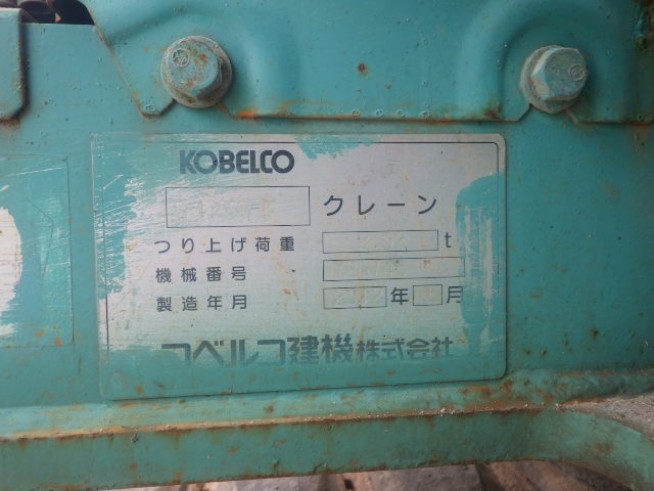 KOBELCO
クレーン
つり上げ荷重 t
機械番号
製造年月 年 月
コベルコ建機株式会社